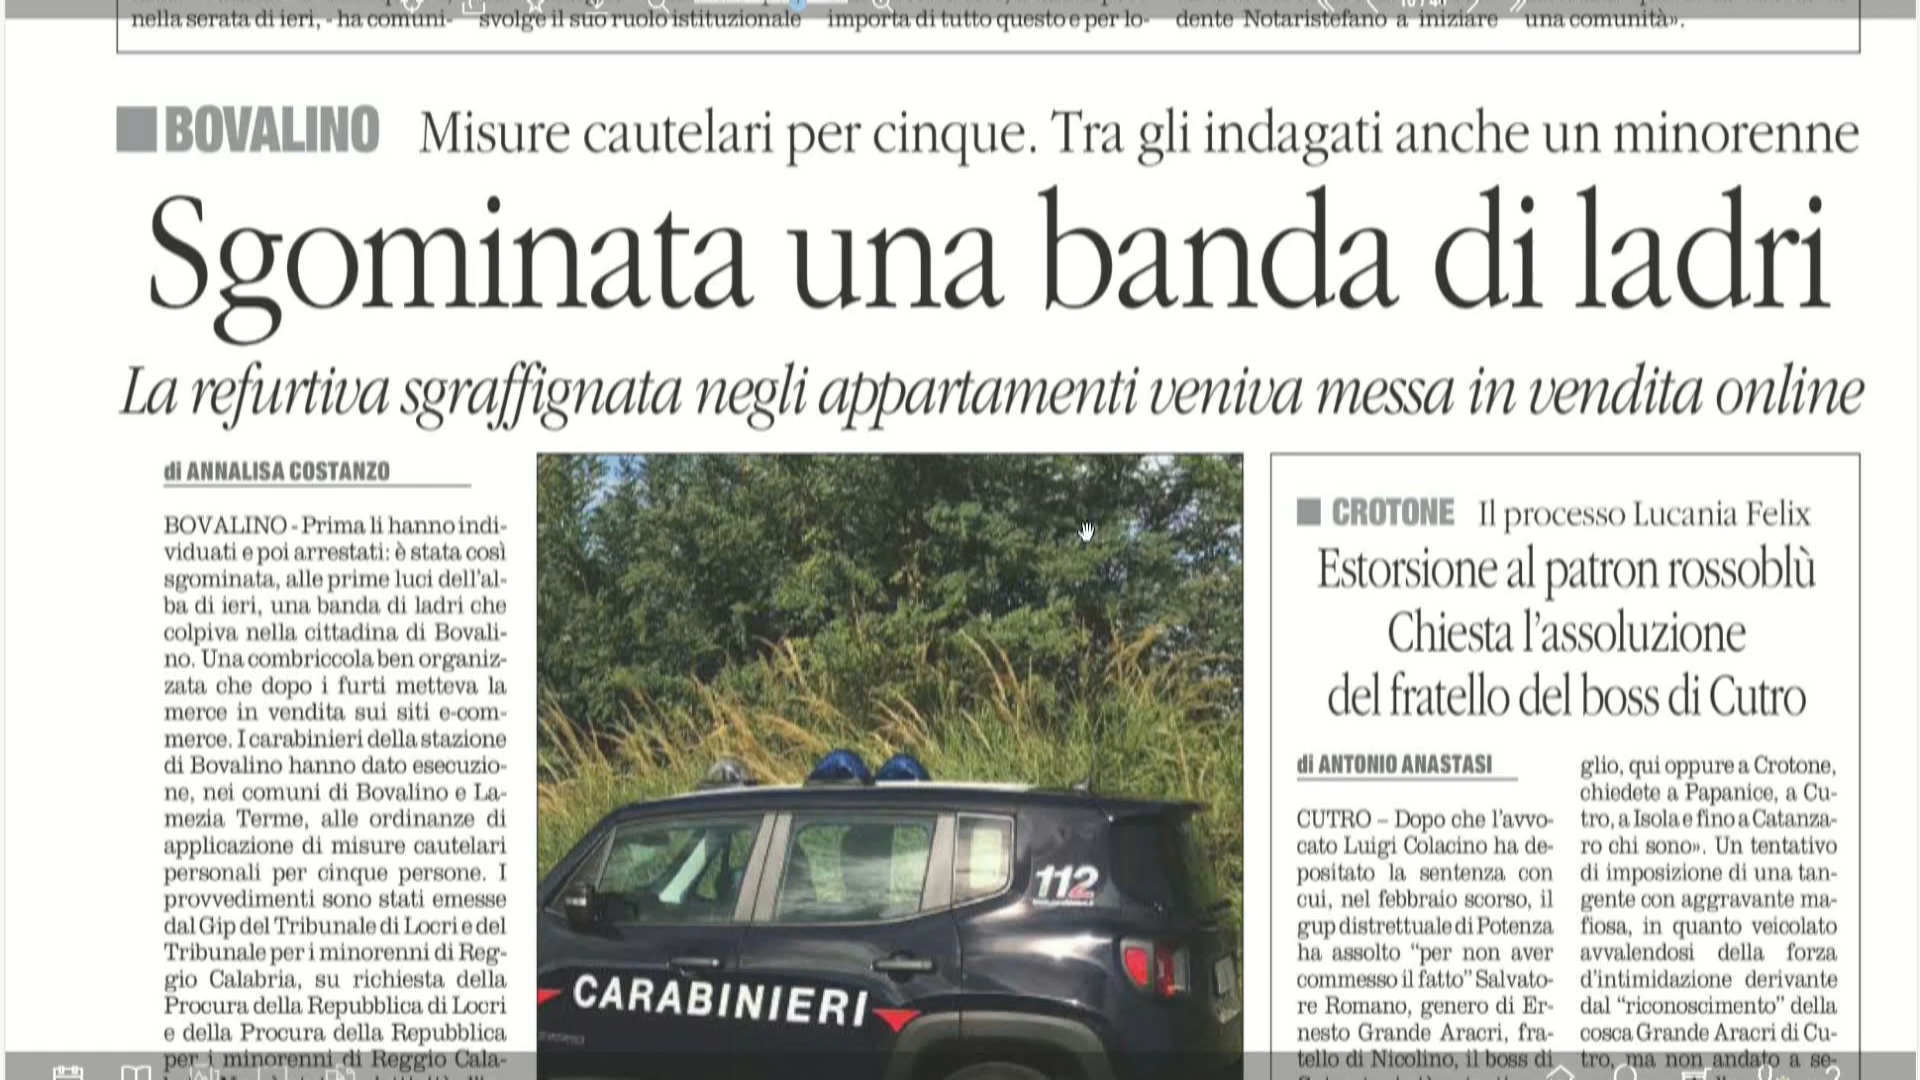 nella serata di ieri, - ha comuni-
svolge il suo ruolo istituzionale
importa di tutto questo e per lo-
dente Notaristefano a iniziare
una comunità».
BOVALINO Misure cautelari per cinque. Tra gli indagati anche un minorenne
Sgominata una banda di ladri
La refurtiva sgraffignata negli appartamenti veniva messa in vendita online
di ANNALISA COSTANZO
BOVALINO - Prima li hanno indi-
viduati e poi arrestati: è stata così
sgominata, alle prime luci dell'al-
ba di ieri, una banda di ladri che
colpiva nella cittadina di Bovali-
no. Una combriccola ben organiz-
zata che dopo i furti metteva la
merce in vendita sui siti e-com-
merce. I carabinieri della stazione
di Bovalino hanno dato esecuzio-
ne, nei comuni di Bovalino e La-
mezia Terme, alle ordinanze di
applicazione di misure cautelari
personali per cinque persone. I
provvedimenti sono stati emesse
dal Gip del Tribunale di Locri e del
Tribunale per i minorenni di Reg-
gio Calabria, su richiesta della
Procura della Repubblica di Locri
e della Procura della Repubblica
per i minorenni di Reggio Cala-
112
CARABINIERI
CROTONE Il processo Lucania Felix
Estorsione al patron rossoblù
Chiesta l'assoluzione
del fratello del boss di Cutro
di ANTONIO ANASTASI
CUTRO – Dopo che l'avvo-
cato Luigi Colacino ha de-
positato la sentenza con
cui, nel febbraio scorso, il
gup distrettuale di Potenza
ha assolto "per non aver
commesso il fatto" Salvato-
re Romano, genero di Er-
nesto Grande Aracri, fra-
tello di Nicolino, il boss di
glio, qui oppure a Crotone,
chiedete a Papanice, a Cu-
tro, a Isola e fino a Catanza-
ro chi sono». Un tentativo
di imposizione di una tan-
gente con aggravante ma-
fiosa, in quanto veicolato
avvalendosi della forza
d'intimidazione derivante
dal "riconoscimento" della
cosca Grande Aracri di Cu-
tro, ma non andato a se-